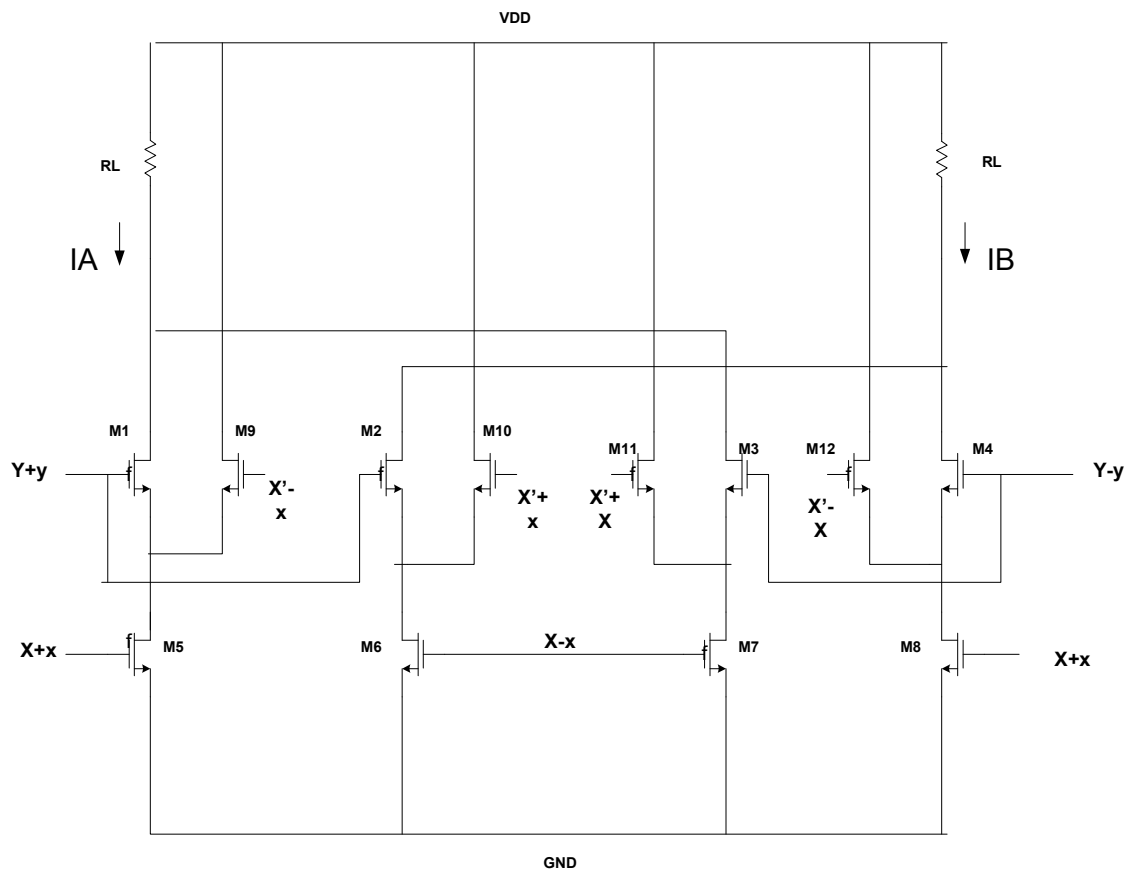 VDD
RL
RL
IA
IB
M1
M9
M2
M10
M11
M3
M12
M4
Y+y
X'-
x
X'+
x
X'+
X
X'-
X
Y-y
f
f
f
f
X+x
f
M5
M6
X-x
f
M7
M8
X+x
GND